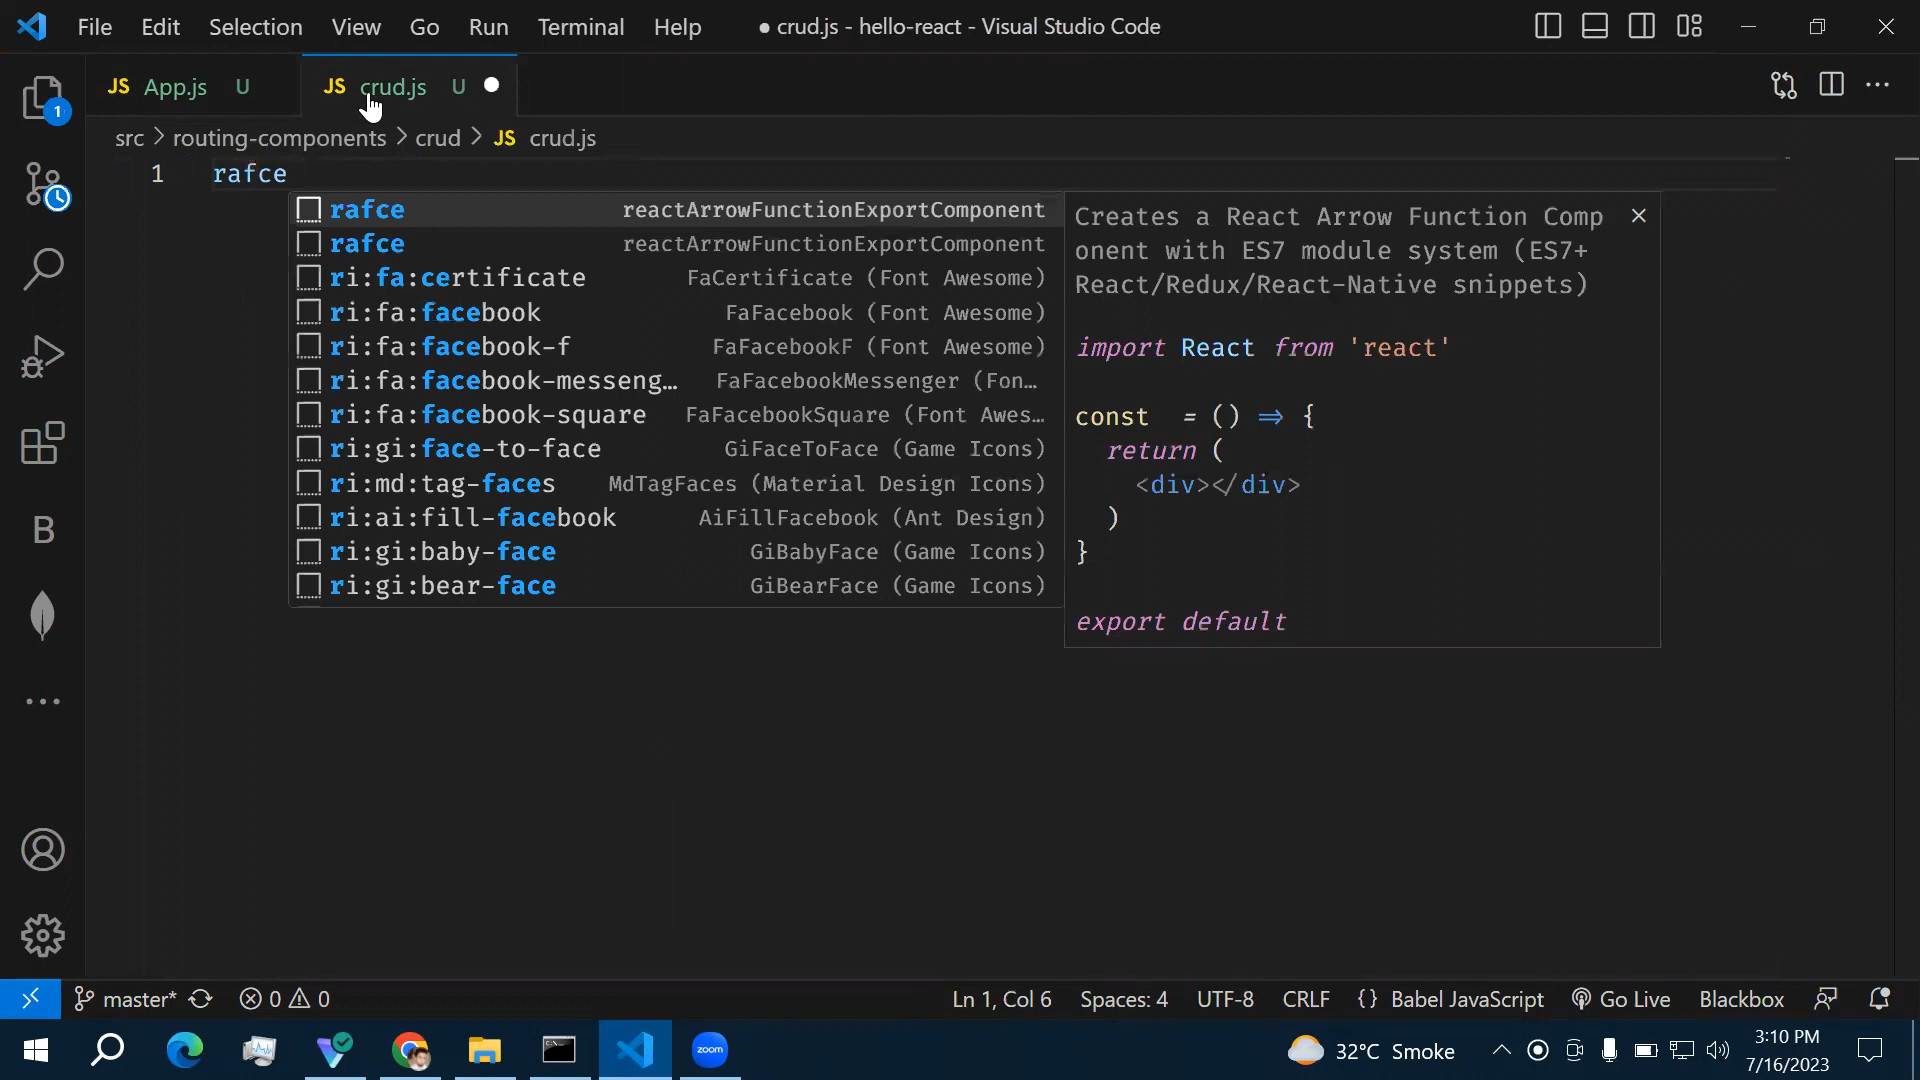 File Edit Selection View Go Run Terminal Help ● crud.js - hello-react - Visual Studio Code
JS App.js U JS crud.js U
1
src > routing-components > crud > JS crud.js
1 rafce
rafce reactArrowFunctionExportComponent
rafce reactArrowFunctionExportComponent
ri:fa:certificate FaCertificate (Font Awesome)
ri:fa:facebook FaFacebook (Font Awesome)
ri:fa:facebook-f FaFacebookF (Font Awesome)
ri:fa:facebook-messeng… FaFacebookMessenger (Fon…
ri:fa:facebook-square FaFacebookSquare (Font Awes…
ri:gi:face-to-face GiFaceToFace (Game Icons)
ri:md:tag-faces MdTagFaces (Material Design Icons)
ri:ai:fill-facebook AiFillFacebook (Ant Design)
ri:gi:baby-face GiBabyFace (Game Icons)
ri:gi:bear-face GiBearFace (Game Icons)
Creates a React Arrow Function Comp
onent with ES7 module system (ES7+
React/Redux/React-Native snippets)
import React from 'react'
const = () => {
return (
<div></div>
)
}
export default
B
master* 0 0 Ln 1, Col 6 Spaces: 4 UTF-8 CRLF {} Babel JavaScript Go Live Blackbox
zoom
32°C Smoke
3:10 PM
7/16/2023